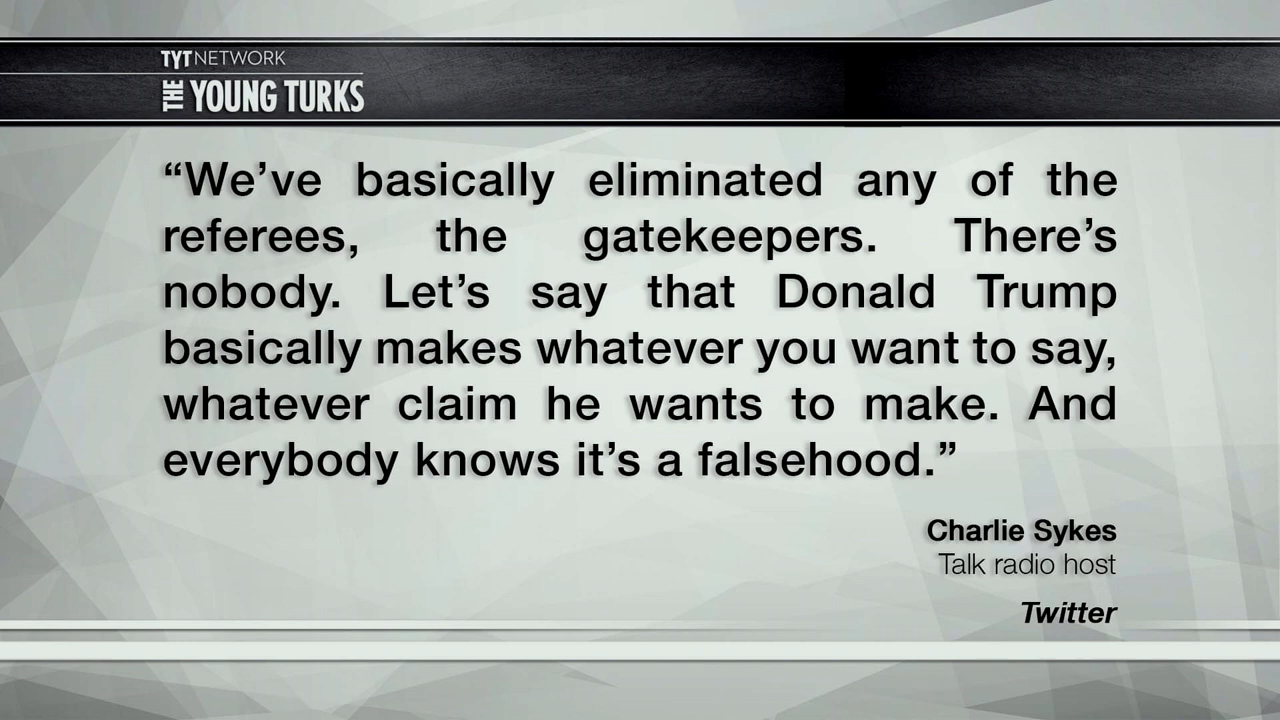 TYT NETWORK
THE YOUNG TURKS
“We’ve basically eliminated any of the
referees, the gatekeepers. There’s
nobody. Let’s say that Donald Trump
basically makes whatever you want to say,
whatever claim he wants to make. And
everybody knows it’s a falsehood.”
Charlie Sykes
Talk radio host
Twitter